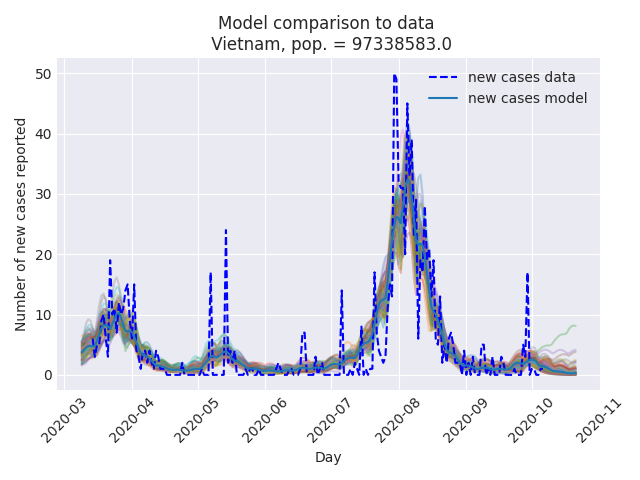 Model comparison to data
Vietnam, pop. = 97338583.0
new cases data
new cases model
Number of new cases reported
50
40
30
20
10
0
2020-03
2020-04
2020-05
2020-06
2020-07
2020-08
2020-09
2020-10
2020-11
Day